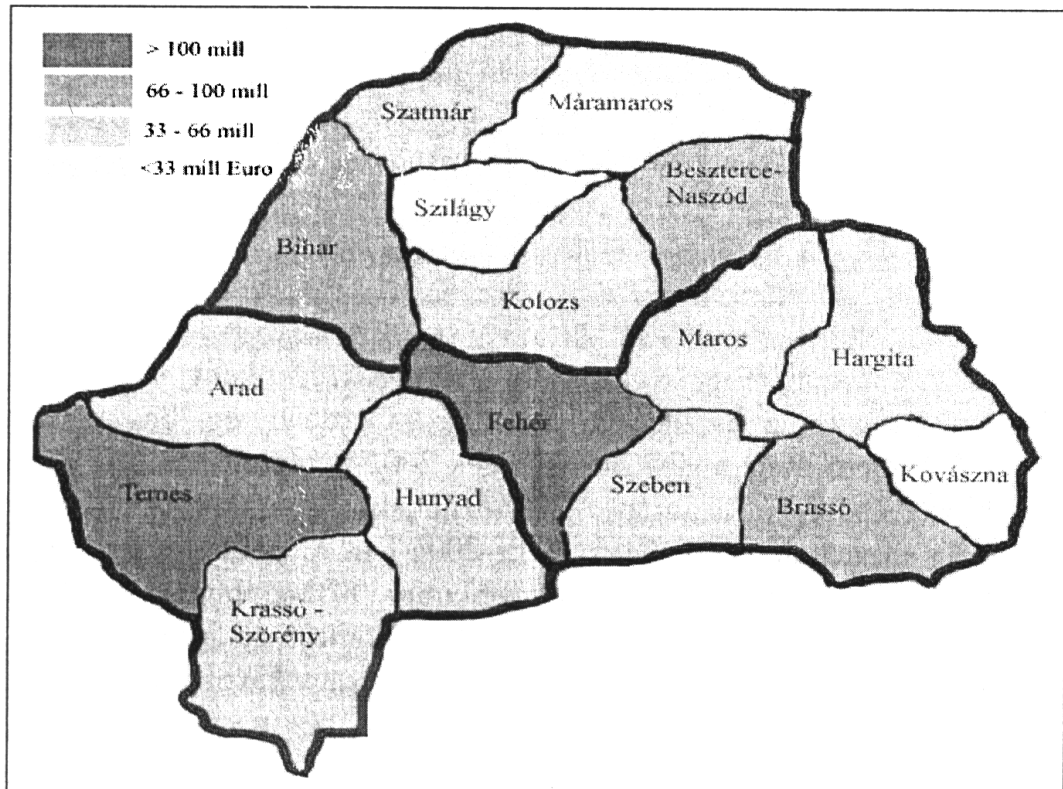 > 100 mill
66 - 100 mill
33 - 66 mill
<33 mill Euro
Szatmár
Máramaros
Beszterce-
Naszód
Szilágy
Bihar
Kolozs
Maros
Hargita
Arad
Fehér
Temes
Hunyad
Szeben
Kovászna
Brassó
Krassó -
Szörény